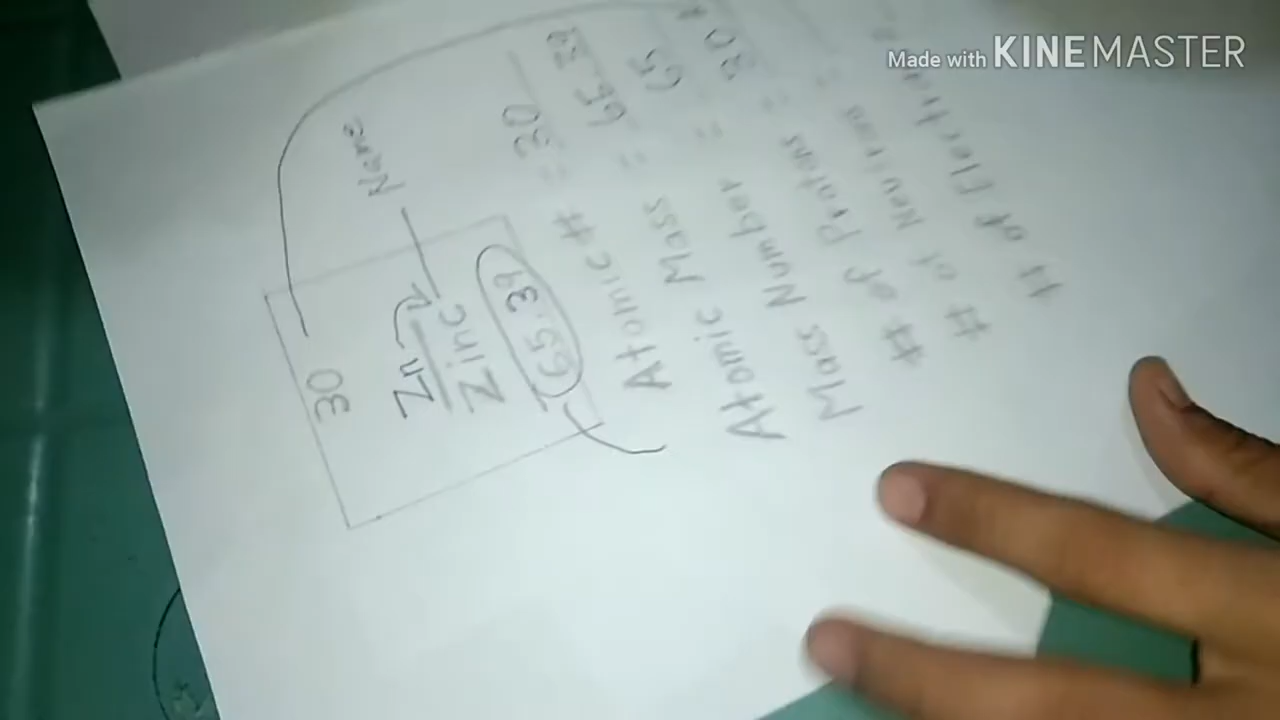 Made with KINEMASTER
30
Zn
Zinc
Name
65.39
Atomic # = 30
Atomic Mass = 65.39
Mass Number = 65
# of Protons = 30
# of Neutrons =
# of Electrons